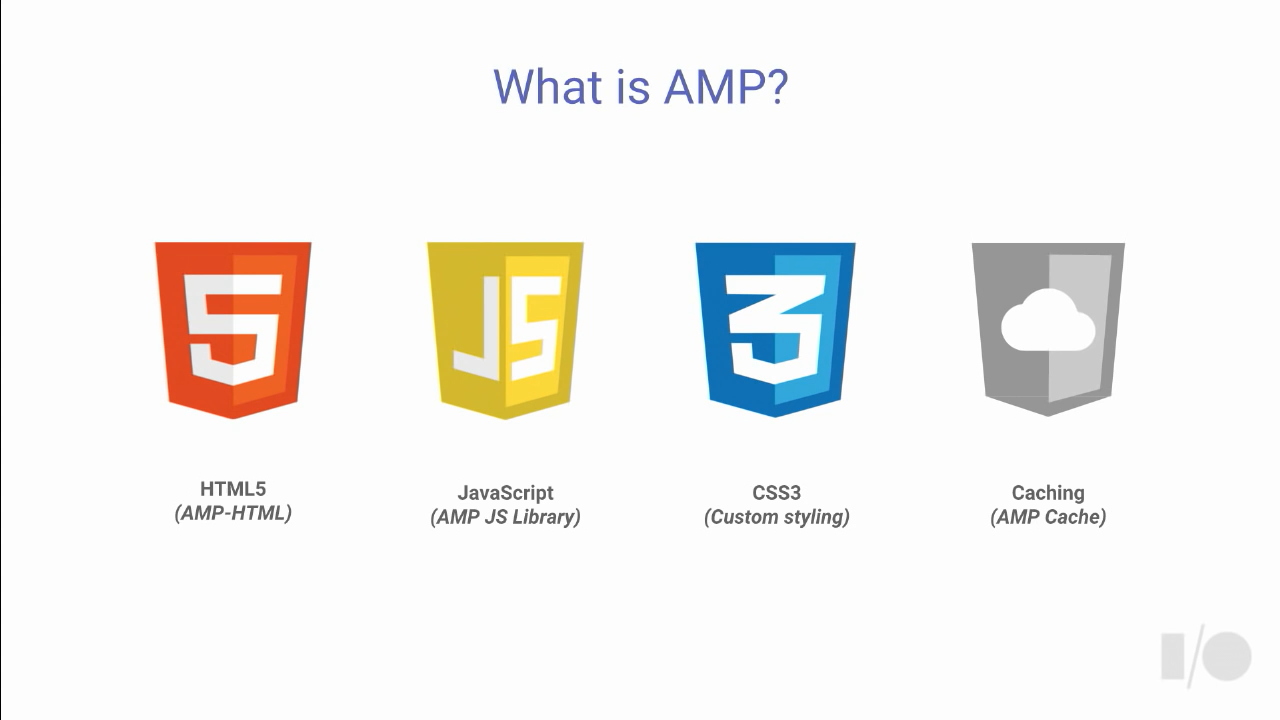 What is AMP?
5
JS
3
HTML5
(AMP-HTML)
JavaScript
(AMP JS Library)
CSS3
(Custom styling)
Caching
(AMP Cache)
I/O